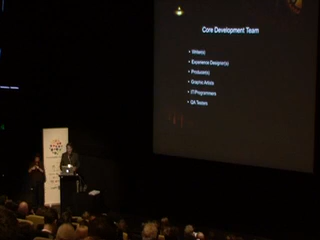 Core Development Team
• Writer(s)
• Experience Designer(s)
• Producer(s)
• Graphic Artists
• IT/Programmers
• QA Testers